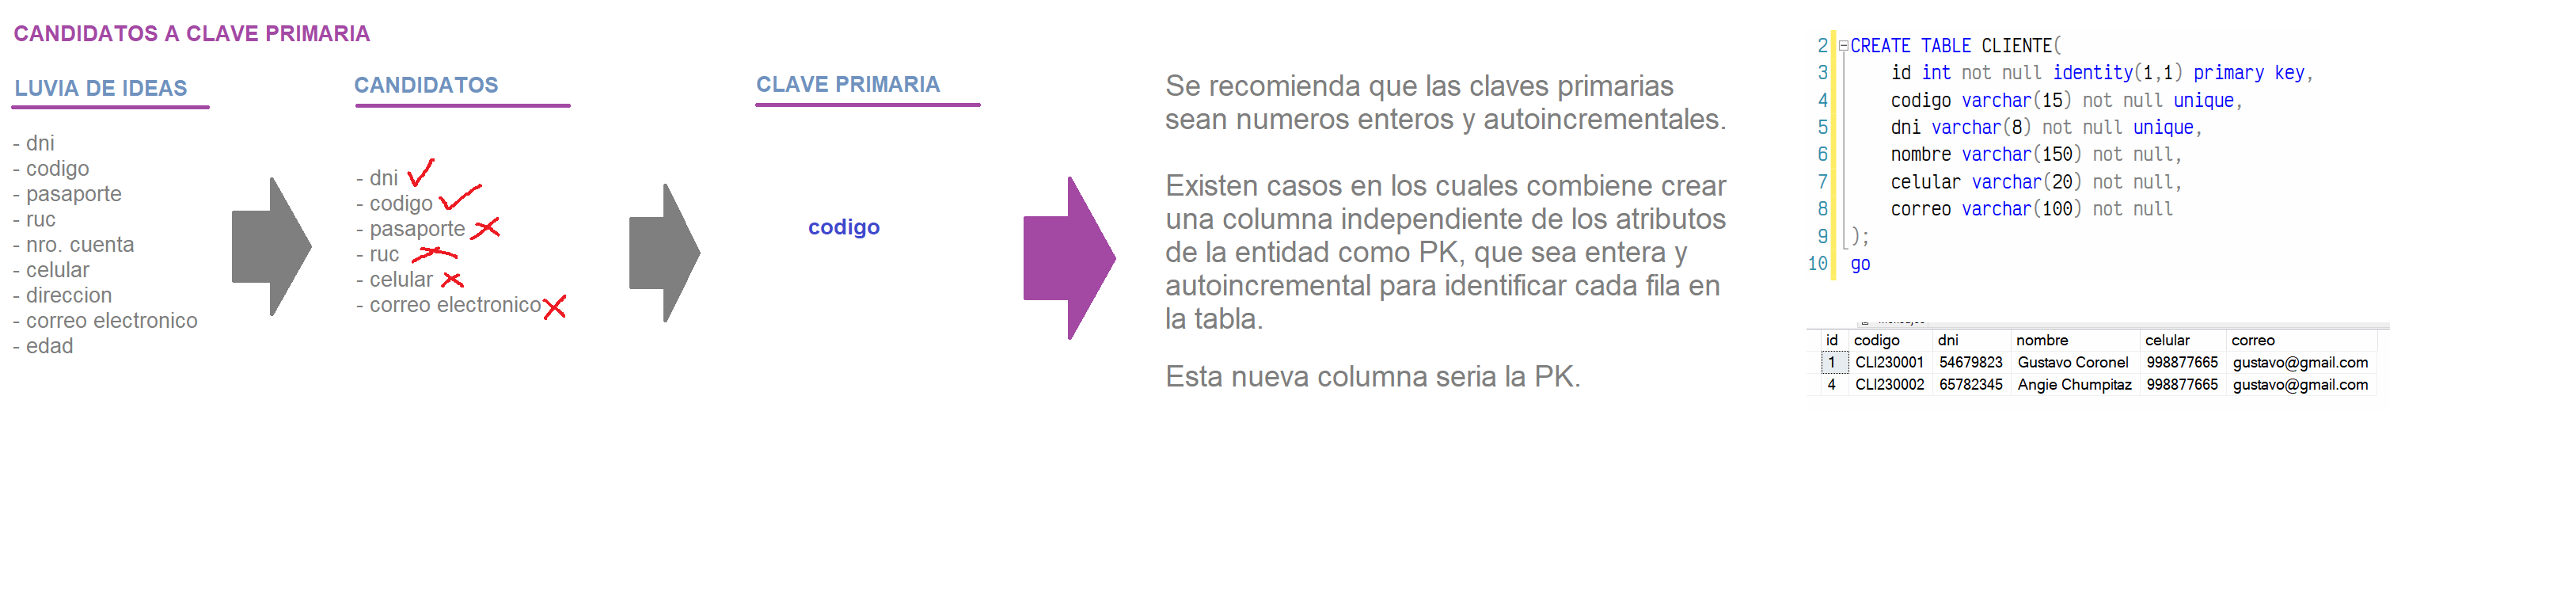 CANDIDATOS A CLAVE PRIMARIA
LUVIA DE IDEAS
- dni
- codigo
- pasaporte
- ruc
- nro. cuenta
- celular
- direccion
- correo electronico
- edad
CANDIDATOS
- dni
- codigo
- pasaporte
- ruc
- celular
- correo electronico
CLAVE PRIMARIA
codigo
Se recomienda que las claves primarias
sean numeros enteros y autoincrementales.
Existen casos en los cuales combiene crear
una columna independiente de los atributos
de la entidad como PK, que sea entera y
autoincremental para identificar cada fila en
la tabla.
Esta nueva columna seria la PK.
2 CREATE TABLE CLIENTE(
3 id int not null identity(1,1) primary key,
4 codigo varchar(15) not null unique,
5 dni varchar(8) not null unique,
6 nombre varchar(150) not null,
7 celular varchar(20) not null,
8 correo varchar(100) not null
9 );
10 go
id codigo dni nombre celular correo
1 CLI230001 54679823 Gustavo Coronel 998877665 gustavo@gmail.com
4 CLI230002 65782345 Angie Chumpitaz 998877665 gustavo@gmail.com